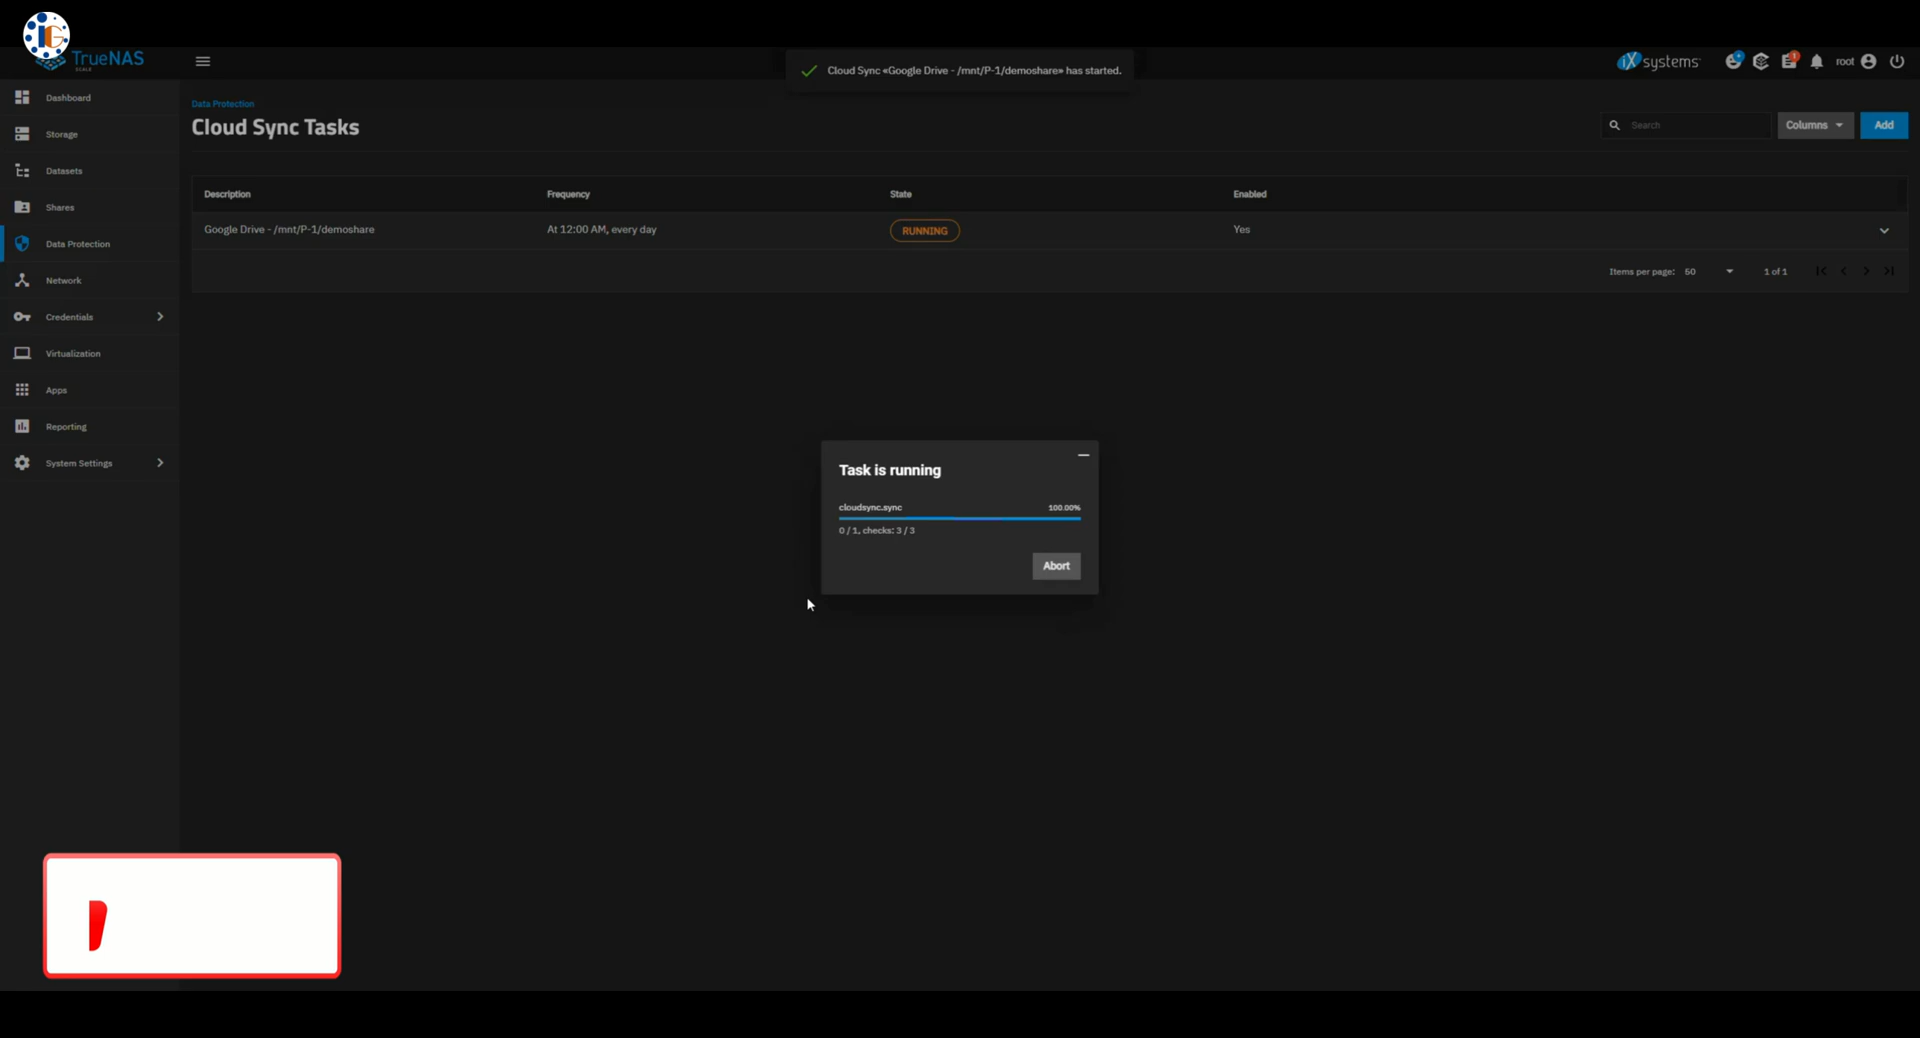 iG
TrueNAS
SCALE
Cloud Sync «Google Drive - /mnt/P-1/demoshare» has started.
iXsystems
1
root
Dashboard
Storage
Datasets
Shares
Data Protection
Network
Credentials
Virtualization
Apps
Reporting
System Settings
Data Protection
Cloud Sync Tasks
Search
Columns
Add
Description Frequency State Enabled
Google Drive - /mnt/P-1/demoshare At 12:00 AM, every day RUNNING Yes
Items per page: 50 1 of 1
Task is running
cloudsync.sync 100.00%
0 / 1, checks: 3 / 3
Abort